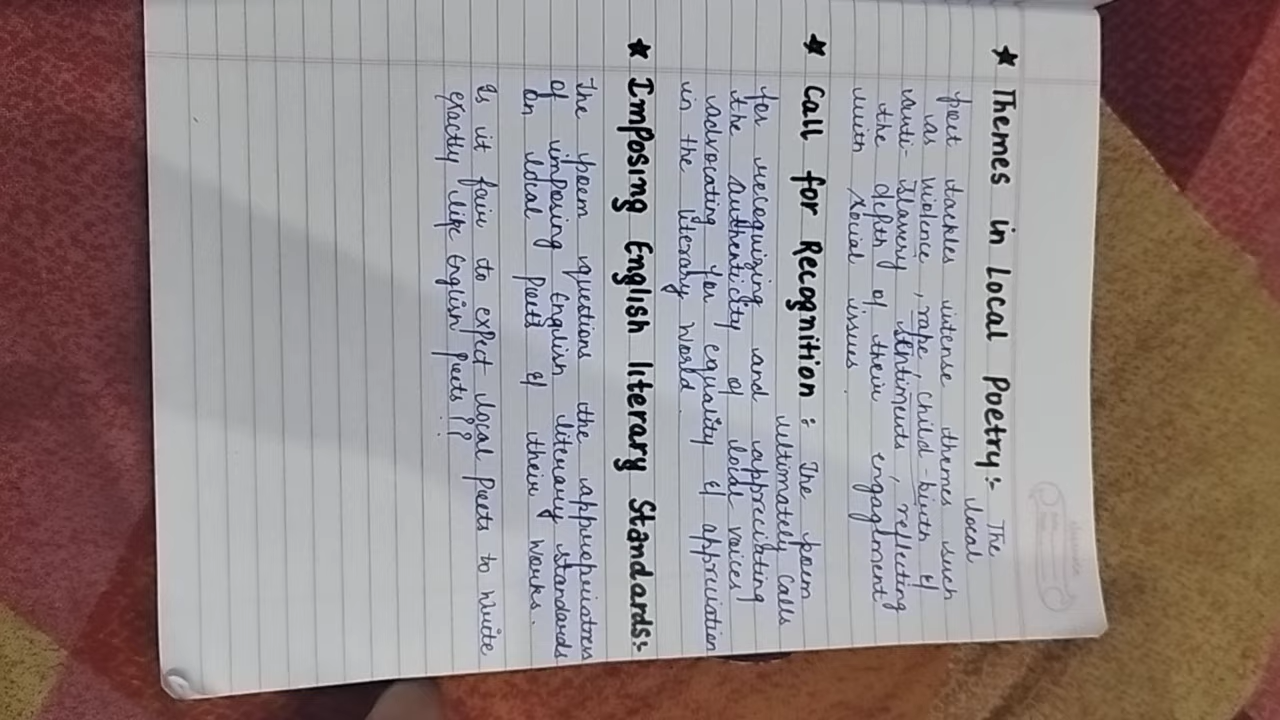 ★ Themes in Local Poetry:- The
local
poet tackles intense themes such
as violence, rape, child-birth &
anti-slavery sentiments, reflecting
the depth of their engagement
with social issues.
★ Call for Recognition: The poem
ultimately calls
for recognizing and appreciating
the authenticity of local voices
advocating for equality & appreciation
in the literary world.
★ Imposing English literary Standards:-
The poem questions the appropriatness
of imposing English literary standards
on local poets & their works.
Is it fair to expect local poets to write
exactly like English poets??